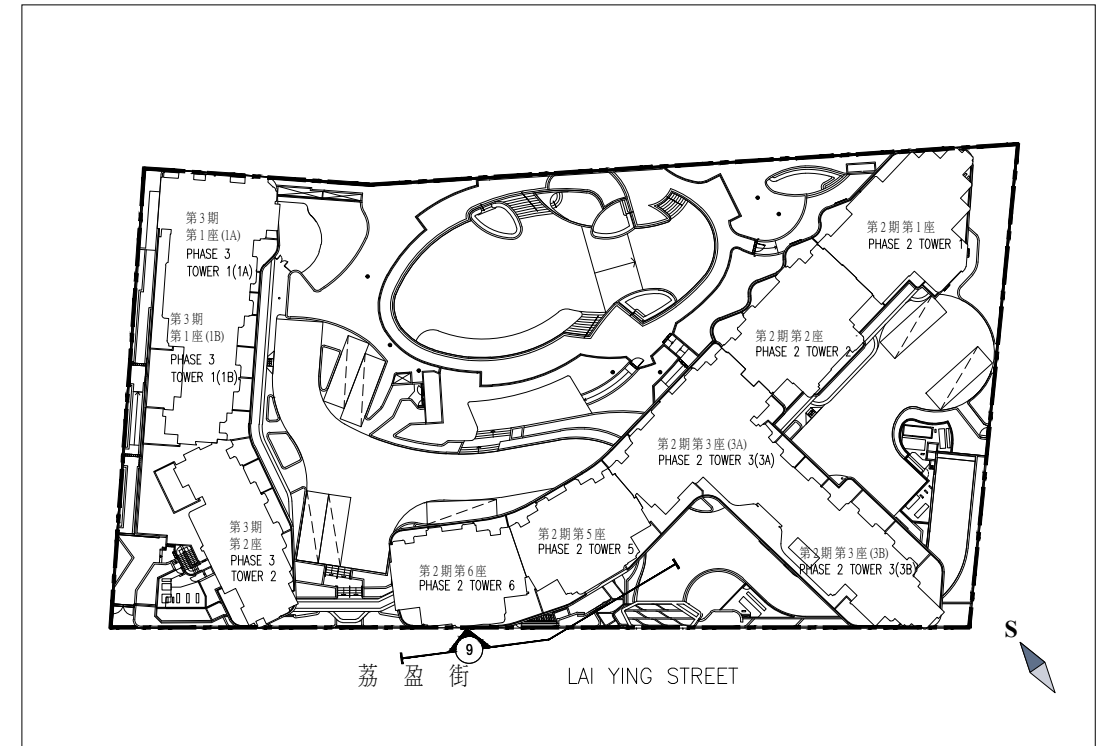 第3期
第1座(1A)
PHASE 3
TOWER 1(1A)
第3期
第1座(1B)
PHASE 3
TOWER 1(1B)
第2期第1座
PHASE 2 TOWER 1
第2期第2座
PHASE 2 TOWER 2
第2期第3座(3A)
PHASE 2 TOWER 3(3A)
第3期
第2座
PHASE 3
TOWER 2
第2期第5座
PHASE 2 TOWER 5
第2期第6座
PHASE 2 TOWER 6
第2期第3座(3B)
PHASE 2 TOWER 3(3B)
S
9
荔盈街 LAI YING STREET